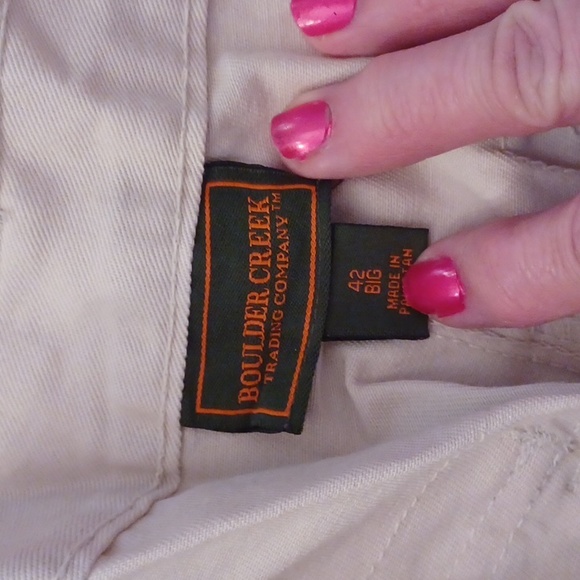 BOULDER CREEK
TRADING COMPANY™
42
BIG
MADE IN